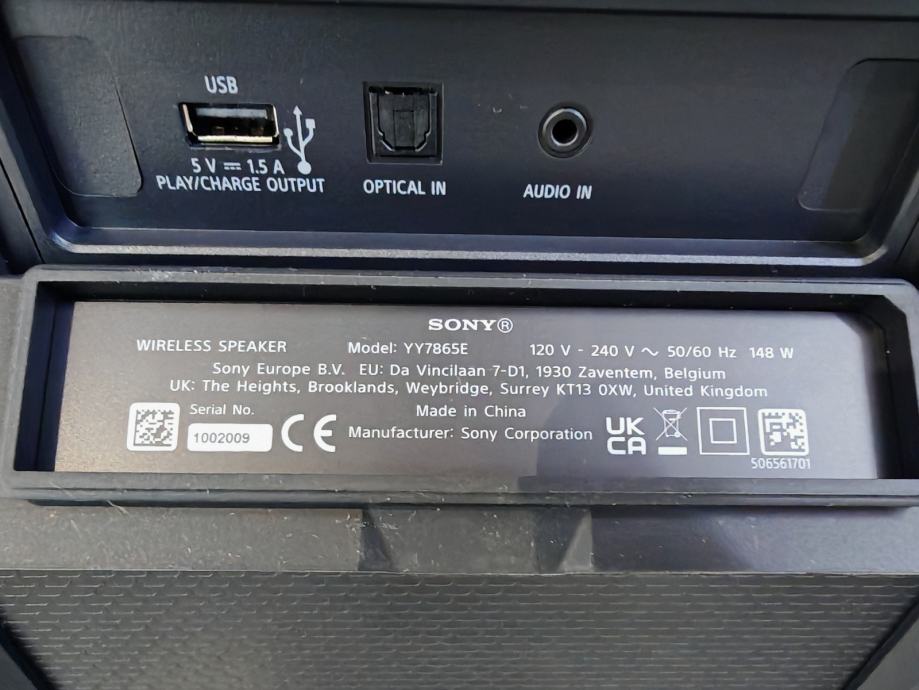 USB
5 V ⎓ 1.5 A
PLAY/CHARGE OUTPUT
OPTICAL IN
AUDIO IN
SONY®
WIRELESS SPEAKER Model: YY7865E 120 V - 240 V ~ 50/60 Hz 148 W
Sony Europe B.V. EU: Da Vincilaan 7-D1, 1930 Zaventem, Belgium
UK: The Heights, Brooklands, Weybridge, Surrey KT13 0XW, United Kingdom
Serial No. Made in China
1002009 CE Manufacturer: Sony Corporation UK CA
506561701